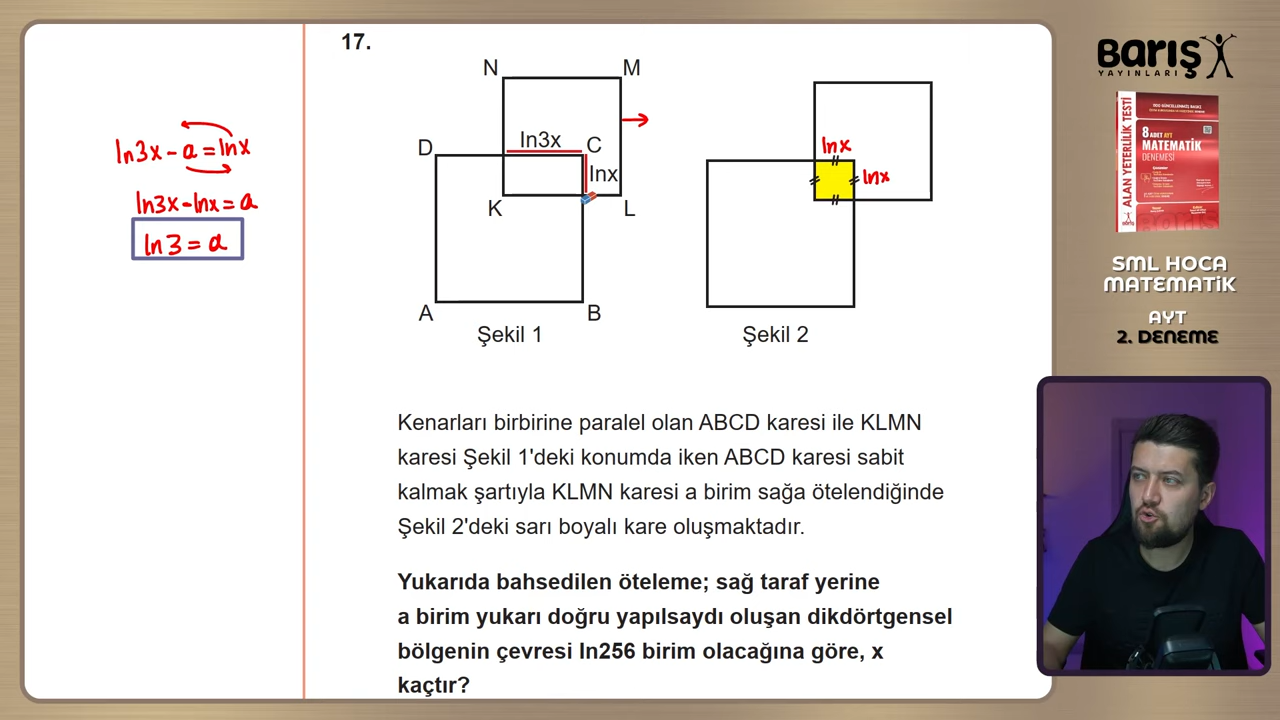 17.
N
M
ln3x
C
D
lnx
K
L
A
B
Şekil 1
lnx
lnx
Şekil 2
ln3x - a = lnx
ln3x - lnx = a
ln3 = a
Kenarları birbirine paralel olan ABCD karesi ile KLMN
karesi Şekil 1'deki konumda iken ABCD karesi sabit
kalmak şartıyla KLMN karesi a birim sağa ötelendiğinde
Şekil 2'deki sarı boyalı kare oluşmaktadır.
Yukarıda bahsedilen öteleme; sağ taraf yerine
a birim yukarı doğru yapılsaydı oluşan dikdörtgensel
bölgenin çevresi ln256 birim olacağına göre, x
kaçtır?
Barış
YAYINLARI
ALAN YETERLİLİK TESTİ
8 ADET AYT
MATEMATİK
DENEMESİ
BARIŞ
SML HOCA
MATEMATİK
AYT
2. DENEME